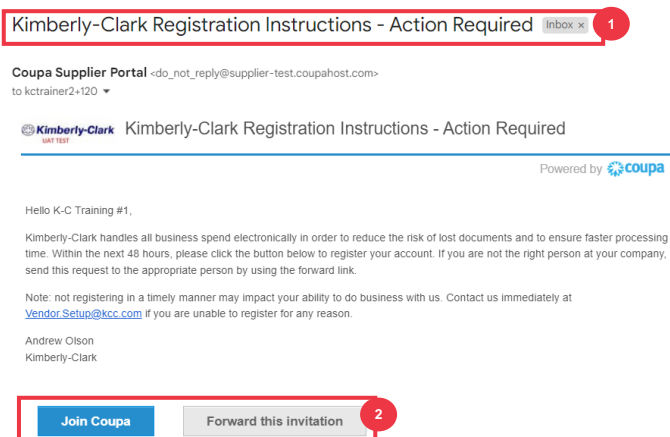 Kimberly-Clark Registration Instructions - Action Required Inbox × 1
Coupa Supplier Portal <do_not_reply@supplier-test.coupahost.com>
to kctrainer2+120
Kimberly-Clark Kimberly-Clark Registration Instructions - Action Required
UAT TEST
Powered by coupa
Hello K-C Training #1,
Kimberly-Clark handles all business spend electronically in order to reduce the risk of lost documents and to ensure faster processing
time. Within the next 48 hours, please click the button below to register your account. If you are not the right person at your company,
send this request to the appropriate person by using the forward link.
Note: not registering in a timely manner may impact your ability to do business with us. Contact us immediately at
Vendor.Setup@kcc.com if you are unable to register for any reason.
Andrew Olson
Kimberly-Clark
Join Coupa Forward this invitation 2